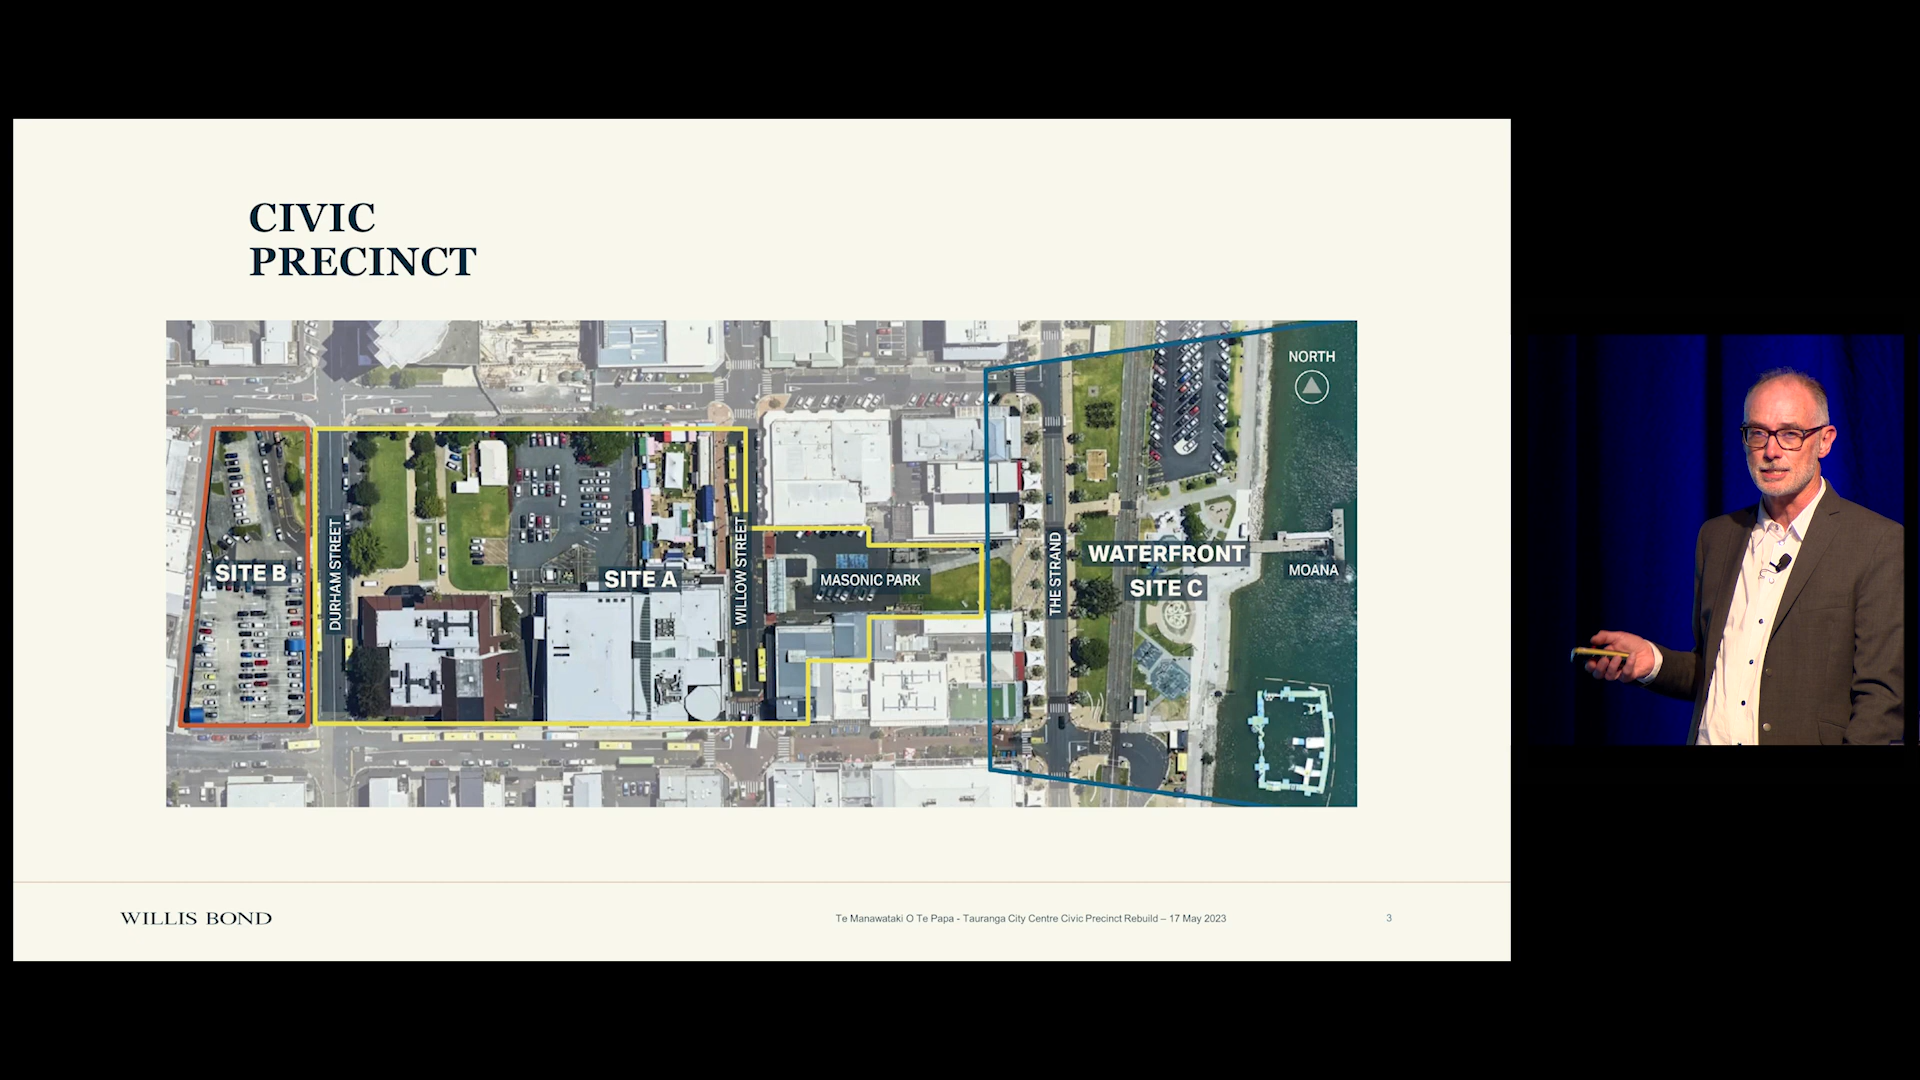 CIVIC
PRECINCT
NORTH
SITE B
DURHAM STREET
SITE A
WILLOW STREET
MASONIC PARK
THE STRAND
WATERFRONT
SITE C
MOANA
WILLIS BOND
Te Manawataki O Te Papa - Tauranga City Centre Civic Precinct Rebuild – 17 May 2023
3